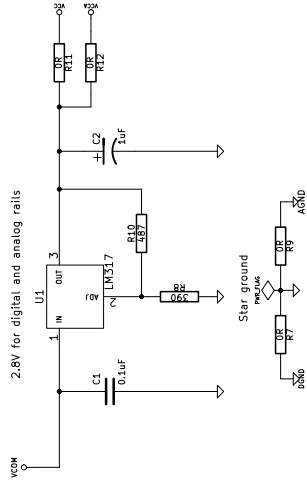 2.8V for digital and analog rails
VCOM
C1
0.1uF
U1
1
IN
OUT
3
ADJ
2
LM317
R10
487
R8
390
C2
1uF
0R
R11
VCC
0R
R12
VCCA
Star ground
PWR_FLAG
DGND
0R
R7
0R
R9
AGND